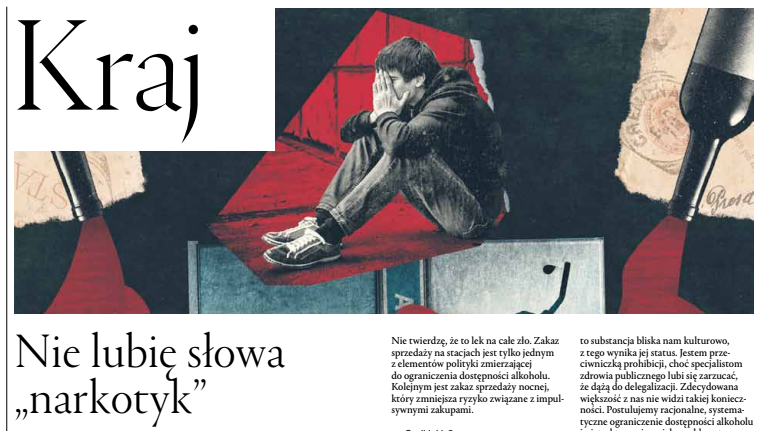 Kraj
Nie lubię słowa
„narkotyk”
Nie twierdzę, że to lek na całe zło. Zakaz
sprzedaży na stacjach jest tylko jednym
z elementów polityki zmierzającej
do ograniczenia dostępności alkoholu.
Kolejnym jest zakaz sprzedaży nocnej,
który zmniejsza ryzyko związane z impul-
sywnymi zakupami.
to substancja bliska nam kulturowo,
z tego wynika jej status. Jestem prze-
ciwniczką prohibicji, choć specjalistom
zdrowia publicznego lubi się zarzucać,
że dążą do delegalizacji. Zdecydowana
większość z nas nie widzi takiej koniecz-
ności. Postulujemy racjonalne, systema-
tyczne ograniczenie dostępności alkoholu